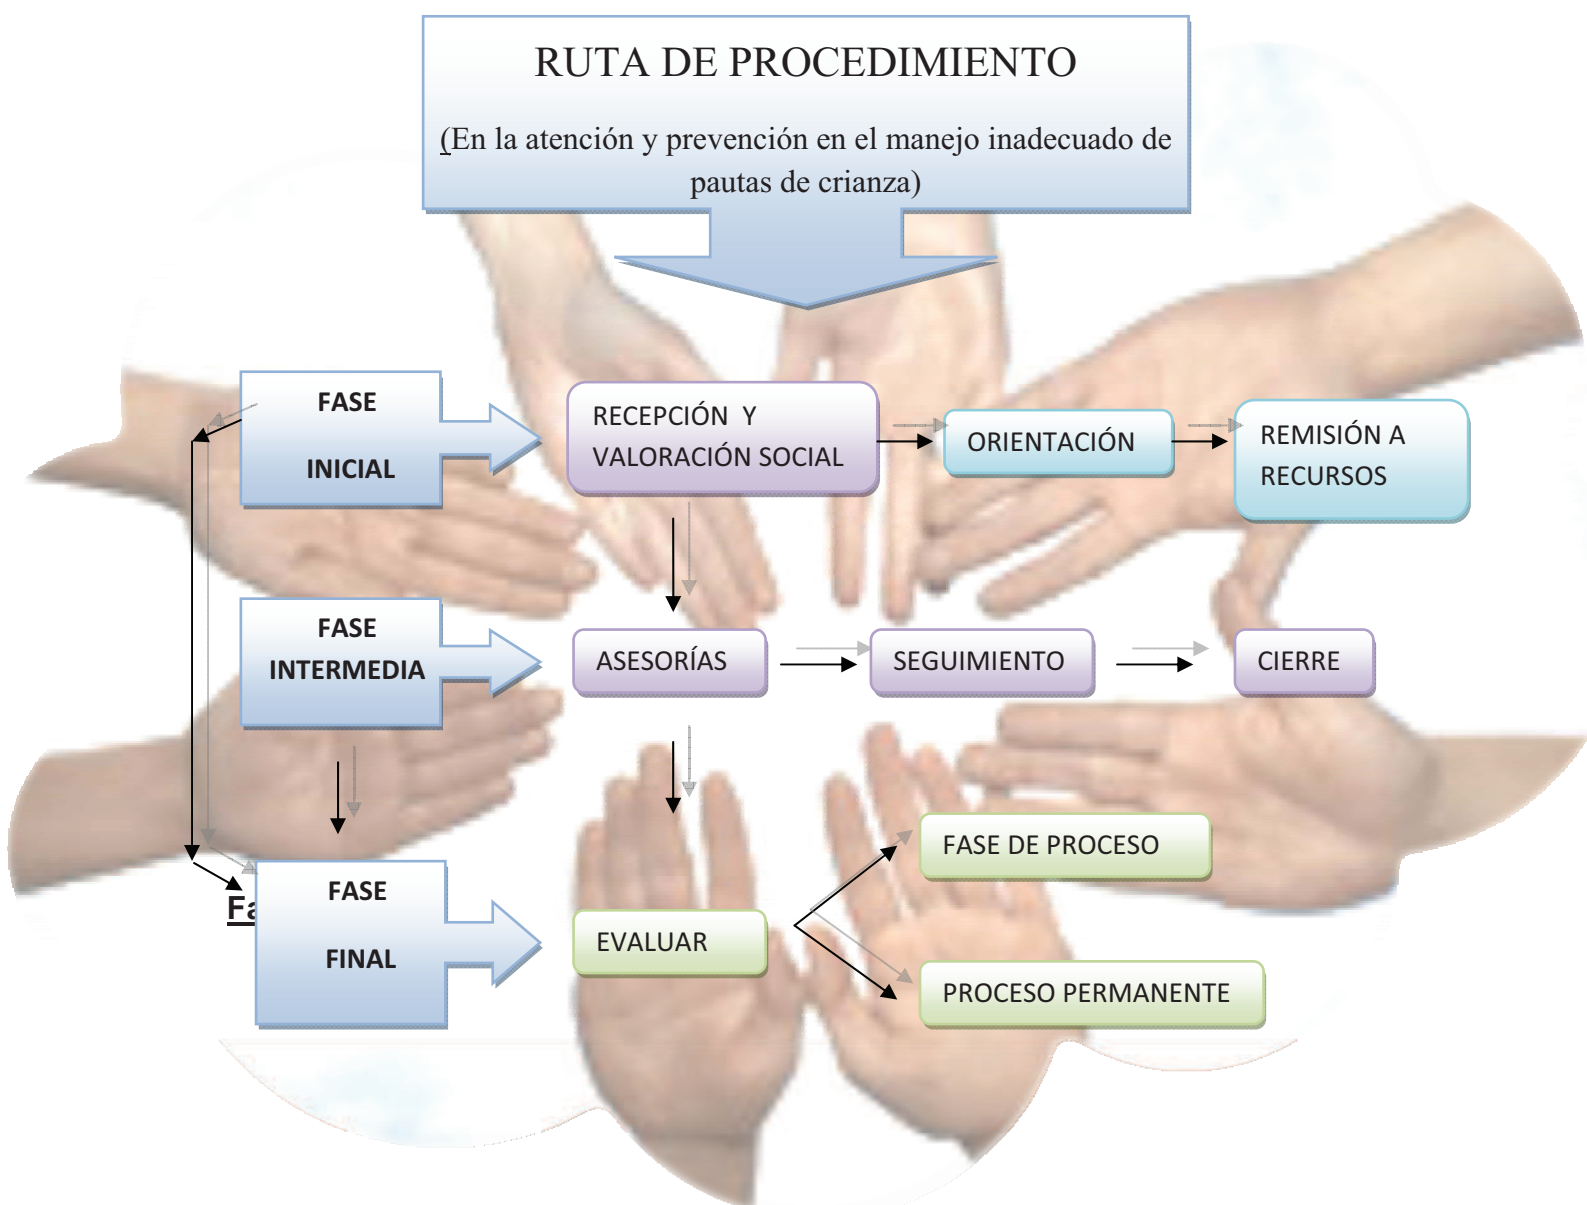 RUTA DE PROCEDIMIENTO
(En la atención y prevención en el manejo inadecuado de
pautas de crianza)
FASE
INICIAL
RECEPCIÓN Y
VALORACIÓN SOCIAL
ORIENTACIÓN
REMISIÓN A
RECURSOS
FASE
INTERMEDIA
ASESORÍAS
SEGUIMIENTO
CIERRE
FASE
FINAL
EVALUAR
FASE DE PROCESO
PROCESO PERMANENTE